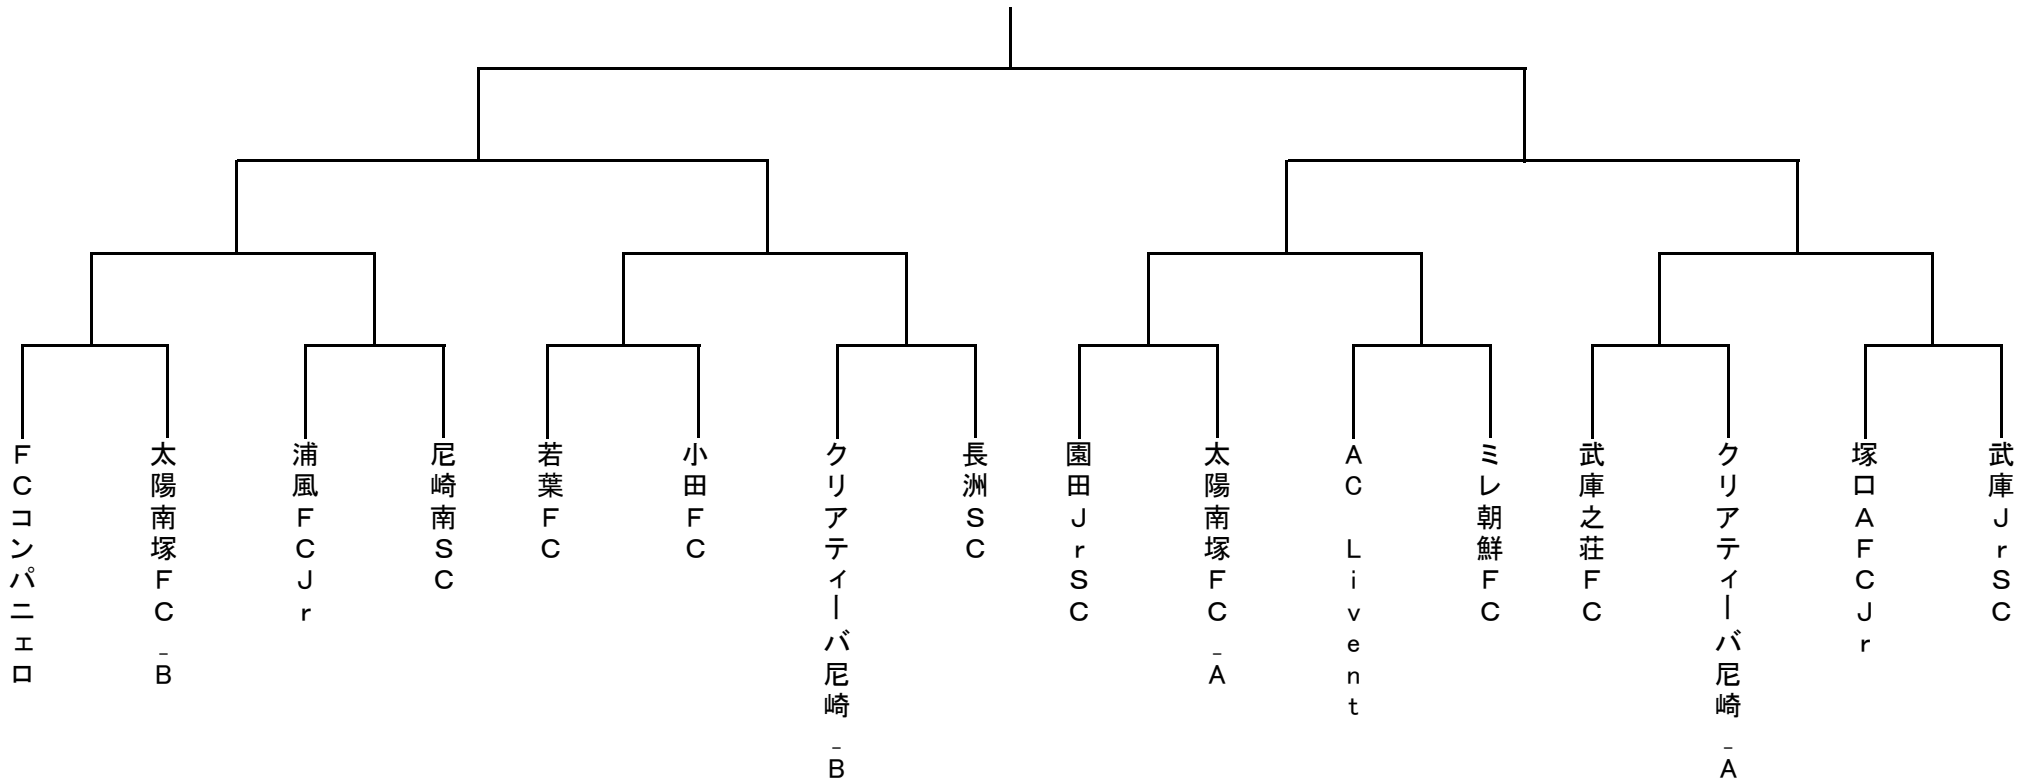 FCコンパニェロ
太陽南塚FC_B
浦風FCJr
尼崎南SC
若葉FC
小田FC
クリアティーバ尼崎_B
長洲SC
園田JrSC
太陽南塚FC_A
AC Livent
ミレ朝鮮FC
武庫之荘FC
クリアティーバ尼崎_A
塚口AFCJr
武庫JrSC